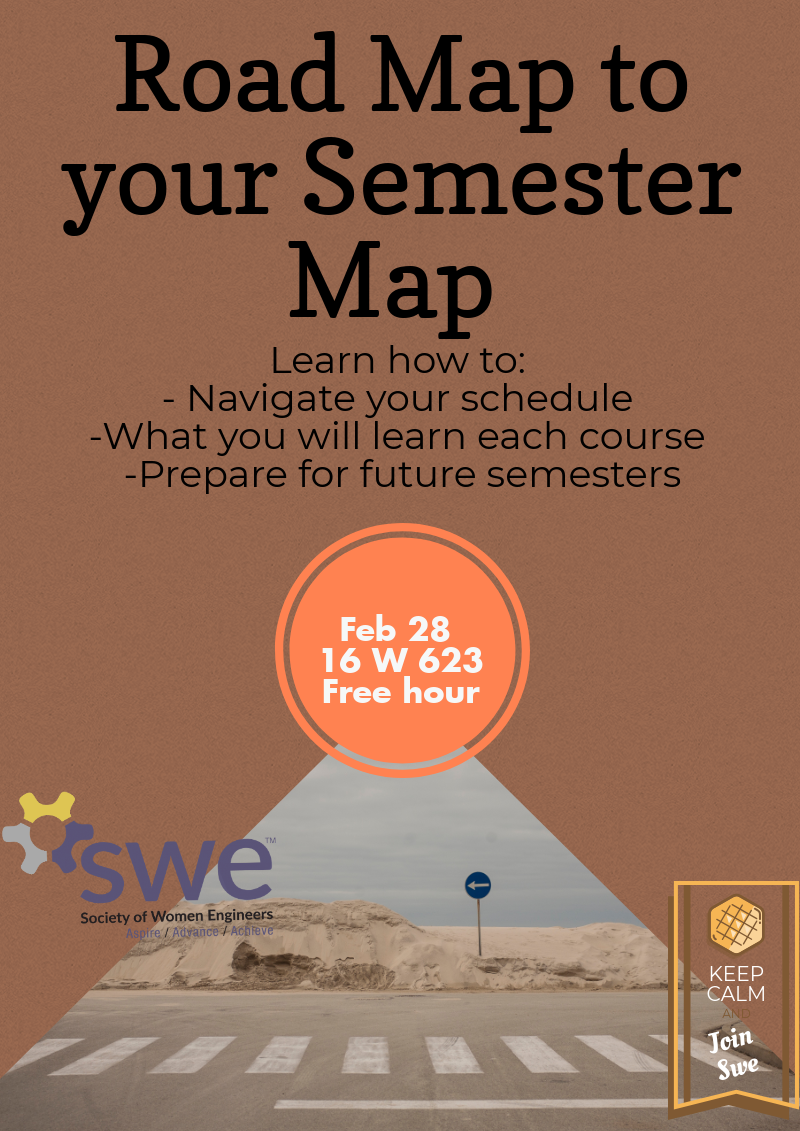 Road Map to
your Semester
Map
Learn how to:
- Navigate your schedule
-What you will learn each course
-Prepare for future semesters
Feb 28
16 W 623
Free hour
swe™
Society of Women Engineers
Aspire / Advance / Achieve
KEEP
CALM
AND
Join
Swe